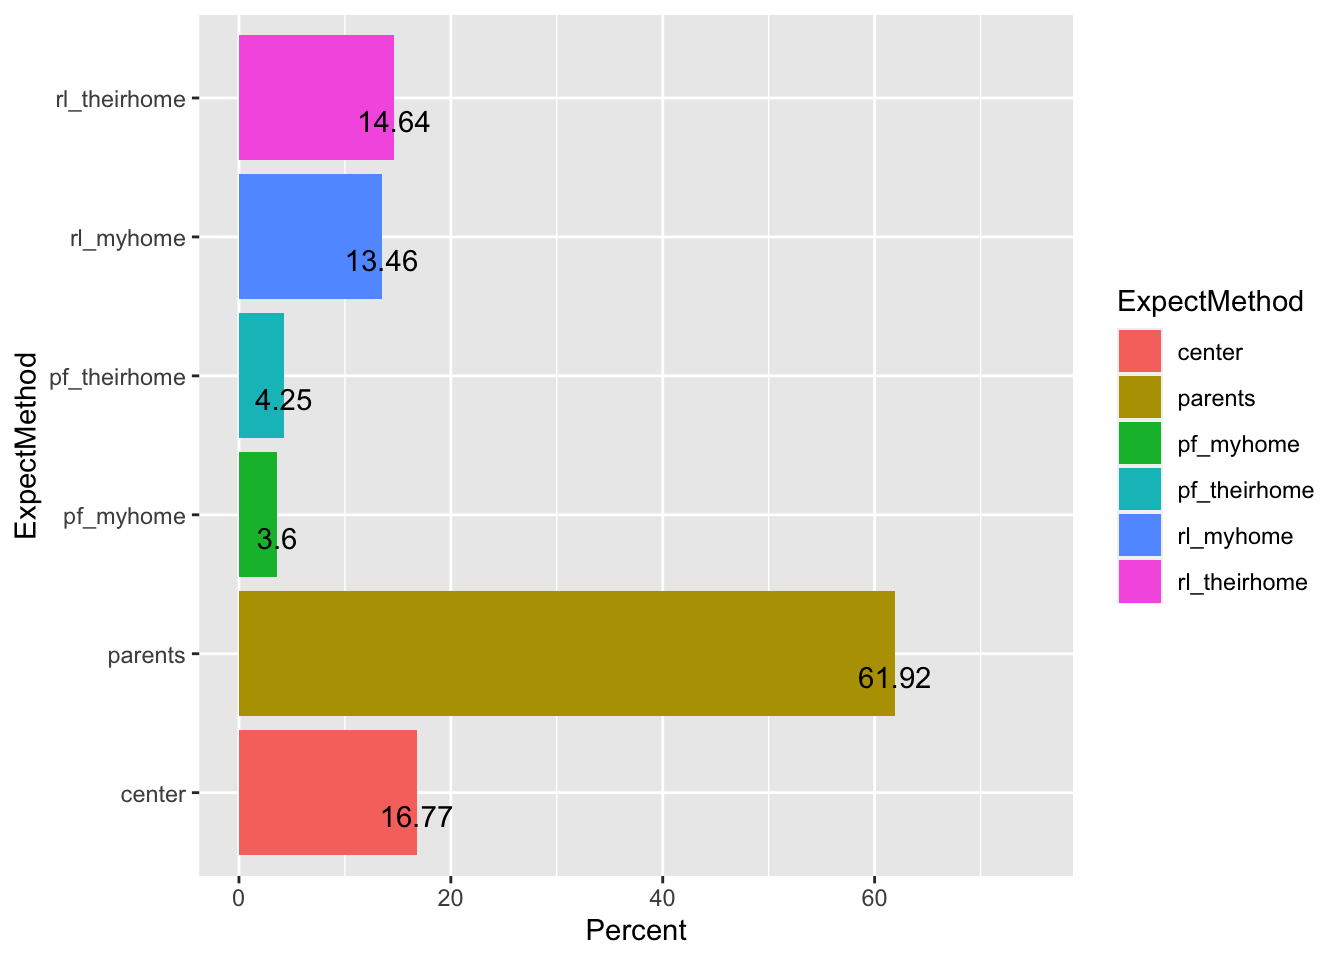 rl_theirhome
14.64
rl_myhome
13.46
pf_theirhome
4.25
pf_myhome
3.6
parents
61.92
center
16.77
0 20 40 60
Percent
ExpectMethod
ExpectMethod
center
parents
pf_myhome
pf_theirhome
rl_myhome
rl_theirhome